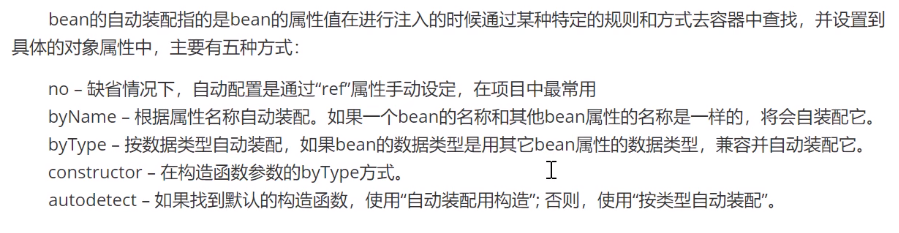 bean的自动装配指的是bean的属性值在进行注入的时候通过某种特定的规则和方式去容器中查找，并设置到
具体的对象属性中，主要有五种方式：
no – 缺省情况下，自动配置是通过“ref”属性手动设定，在项目中最常用
byName – 根据属性名称自动装配。如果一个bean的名称和其他bean属性的名称是一样的，将会自装配它。
byType – 按数据类型自动装配，如果bean的数据类型是用其它bean属性的数据类型，兼容并自动装配它。
constructor – 在构造函数参数的byType方式。
autodetect – 如果找到默认的构造函数，使用“自动装配用构造”; 否则，使用“按类型自动装配”。